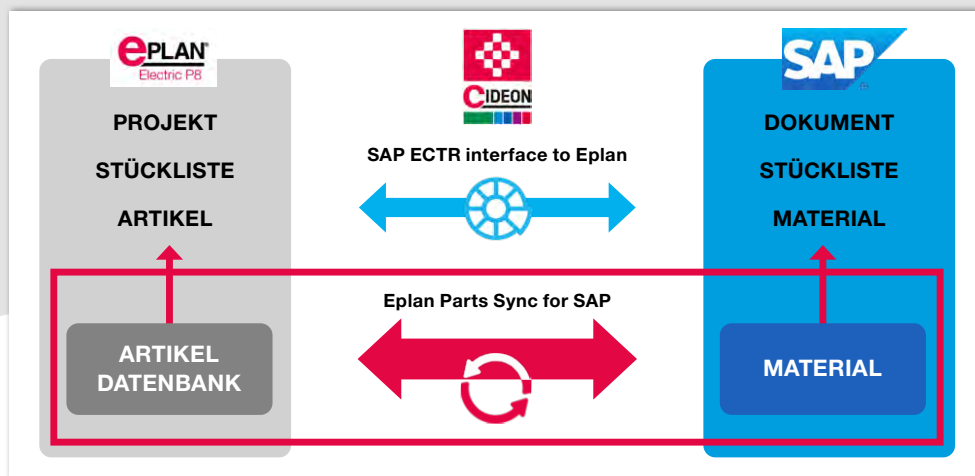 ePLAN®
Electric P8
PROJEKT
STÜCKLISTE
ARTIKEL
ARTIKEL
DATENBANK
CIDEON
SAP ECTR interface to Eplan
Eplan Parts Sync for SAP
SAP
DOKUMENT
STÜCKLISTE
MATERIAL
MATERIAL